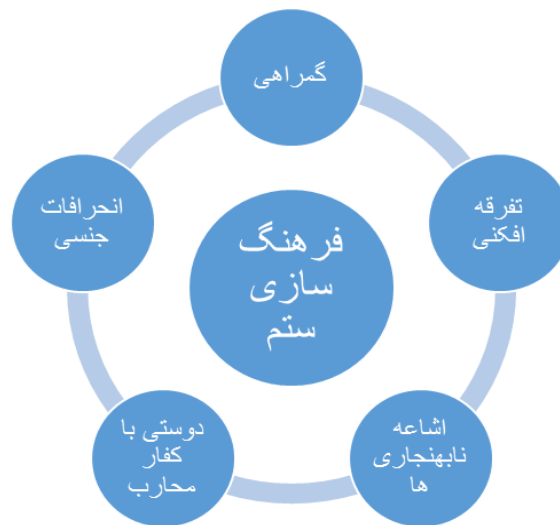 گمراهی
تفرقه
افکنی
اشاعه
نابهنجاری
ها
دوستی با
کفار
محارب
انحرافات
جنسی
فرهنگ
سازی
ستم